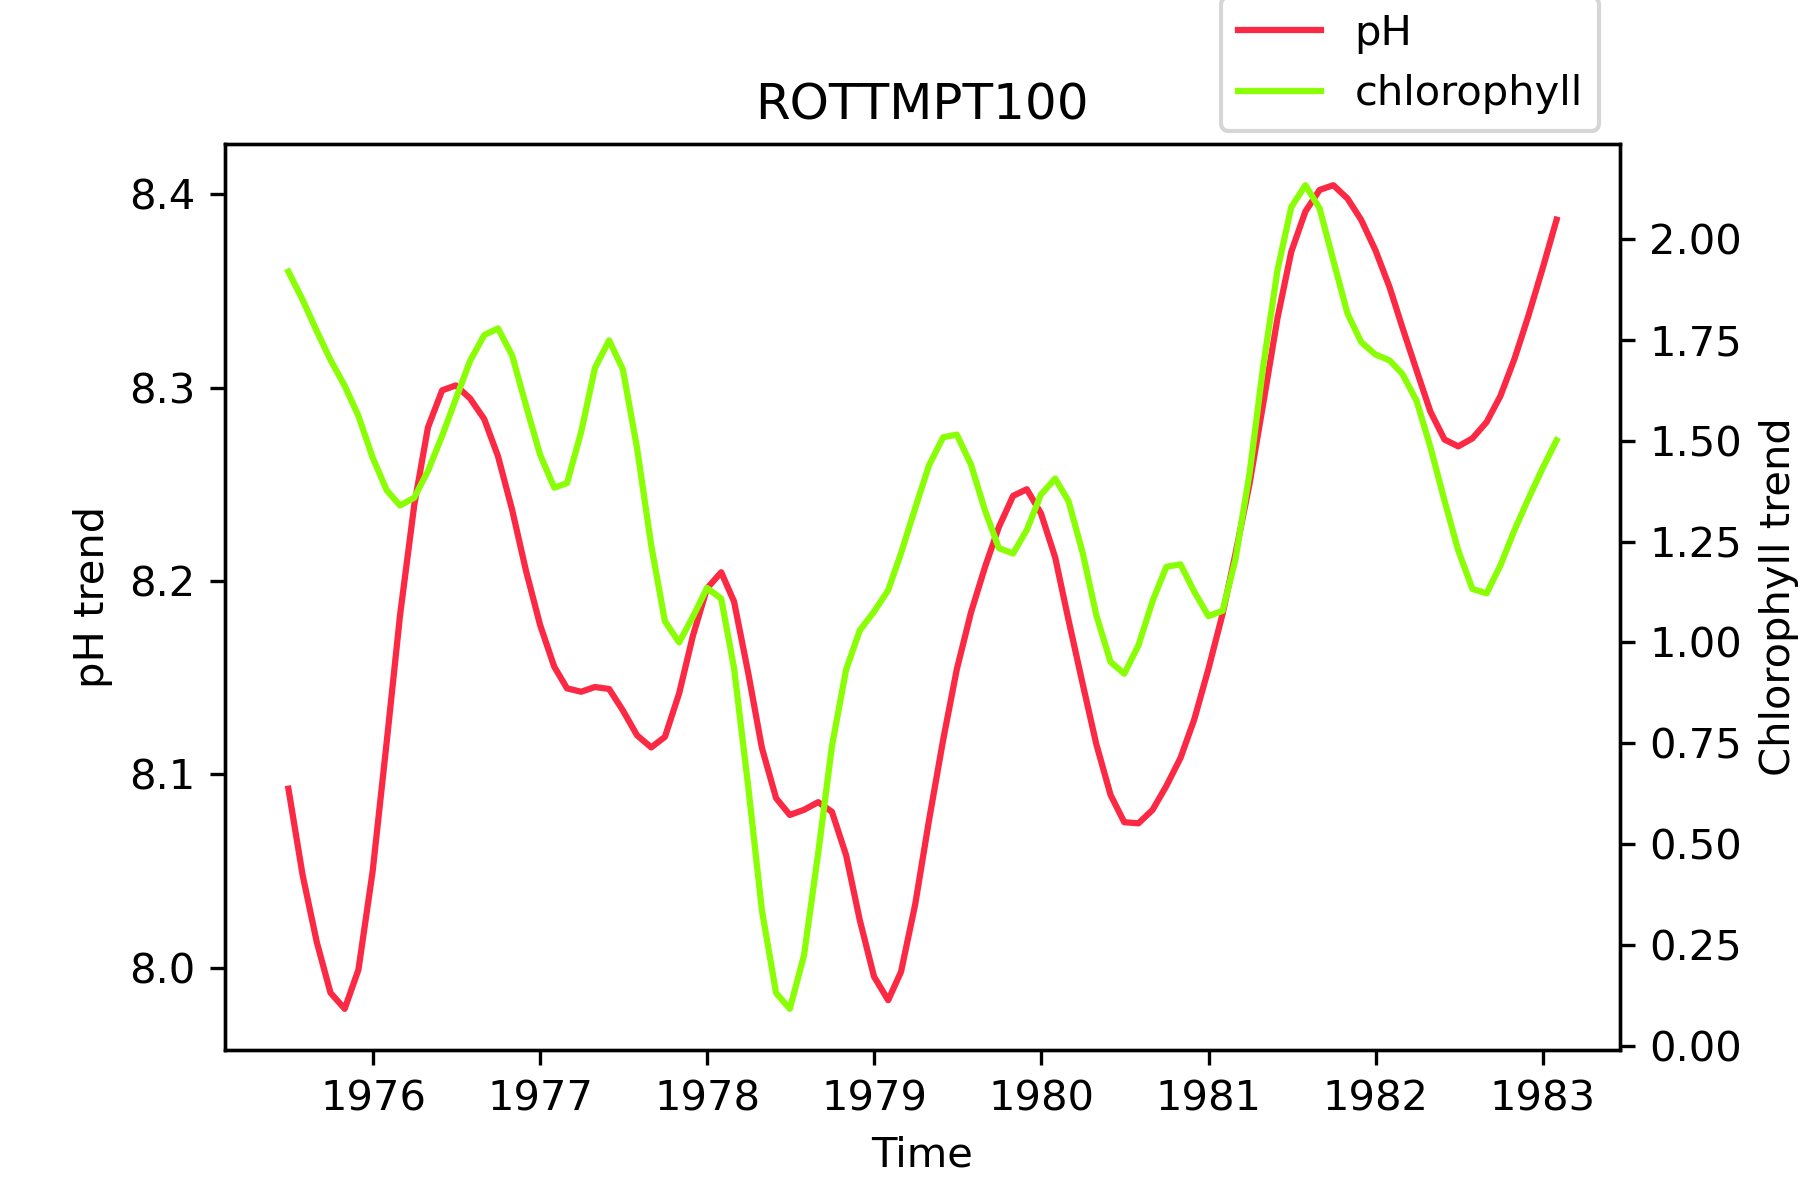 pH
chlorophyll
ROTTMPT100
8.4
8.3
8.2
8.1
8.0
pH trend
2.00
1.75
1.50
1.25
1.00
0.75
0.50
0.25
0.00
Chlorophyll trend
1976 1977 1978 1979 1980 1981 1982 1983
Time